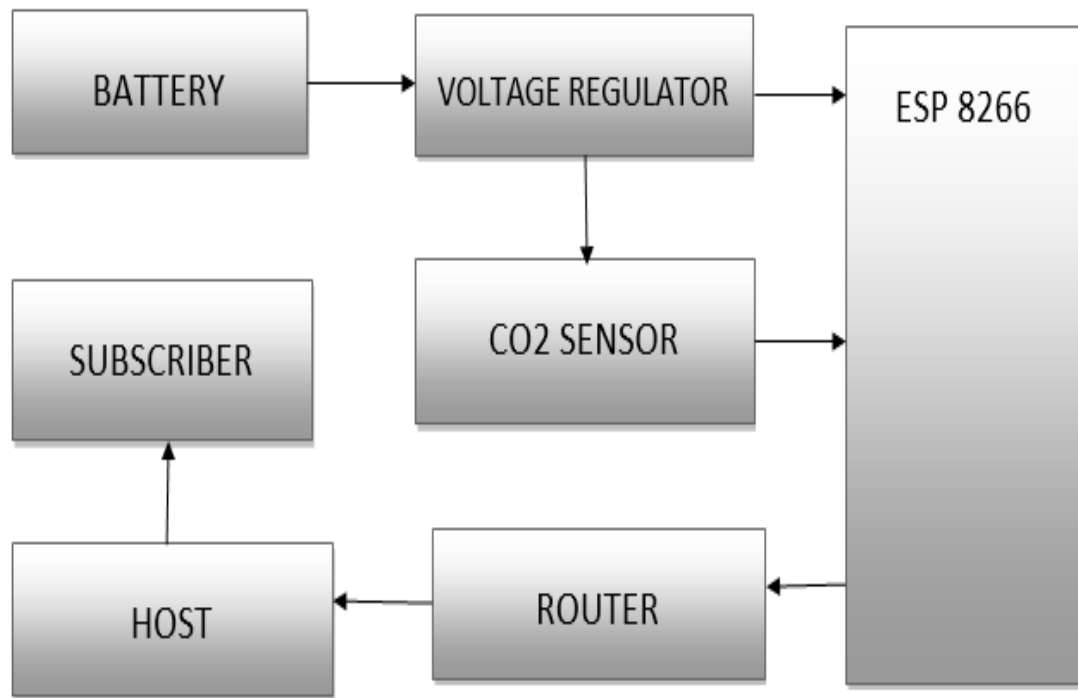 BATTERY
VOLTAGE REGULATOR
ESP 8266
SUBSCRIBER
CO2 SENSOR
HOST
ROUTER